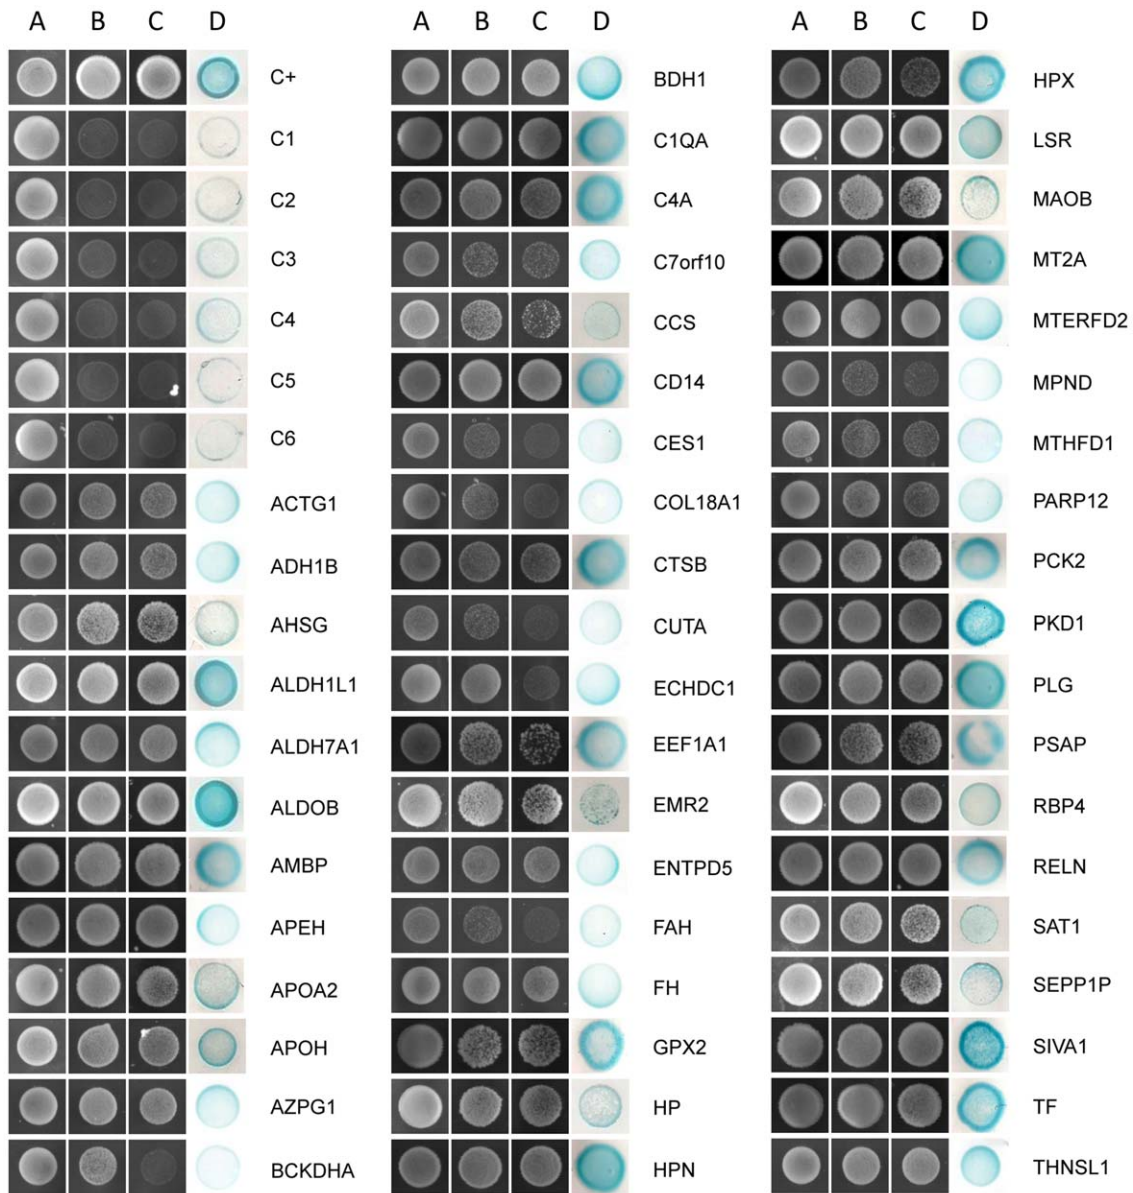 A B C D
C+
C1
C2
C3
C4
C5
C6
ACTG1
ADH1B
AHSG
ALDH1L1
ALDH7A1
ALDOB
AMBP
APEH
APOA2
APOH
AZPG1
BCKDHA
A B C D
BDH1
C1QA
C4A
C7orf10
CCS
CD14
CES1
COL18A1
CTSB
CUTA
ECHDC1
EEF1A1
EMR2
ENTPD5
FAH
FH
GPX2
HP
HPN
A B C D
HPX
LSR
MAOB
MT2A
MTERFD2
MPND
MTHFD1
PARP12
PCK2
PKD1
PLG
PSAP
RBP4
RELN
SAT1
SEPP1P
SIVA1
TF
THNSL1